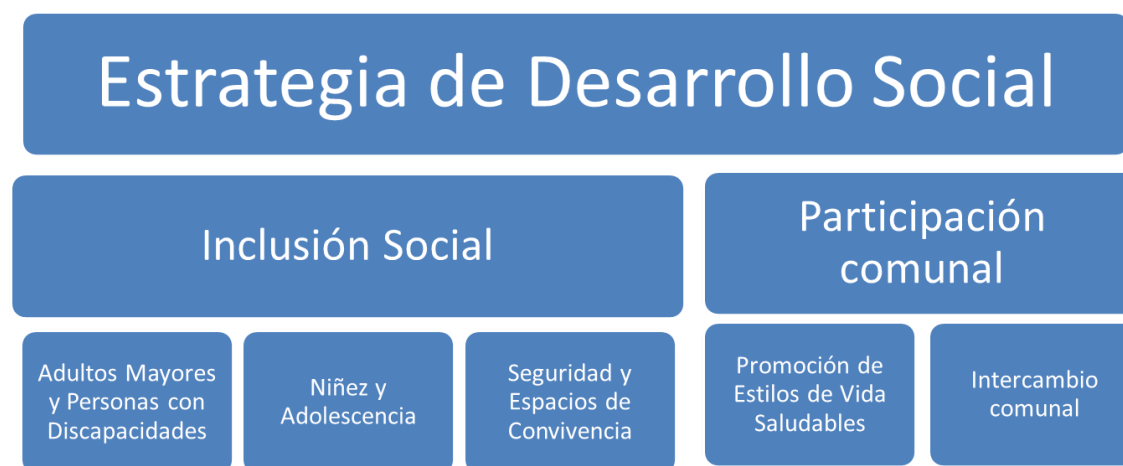 Estrategia de Desarrollo Social
Inclusión Social
Participación
comunal
Adultos Mayores
y Personas con
Discapacidades
Niñez y
Adolescencia
Seguridad y
Espacios de
Convivencia
Promoción de
Estilos de Vida
Saludables
Intercambio
comunal